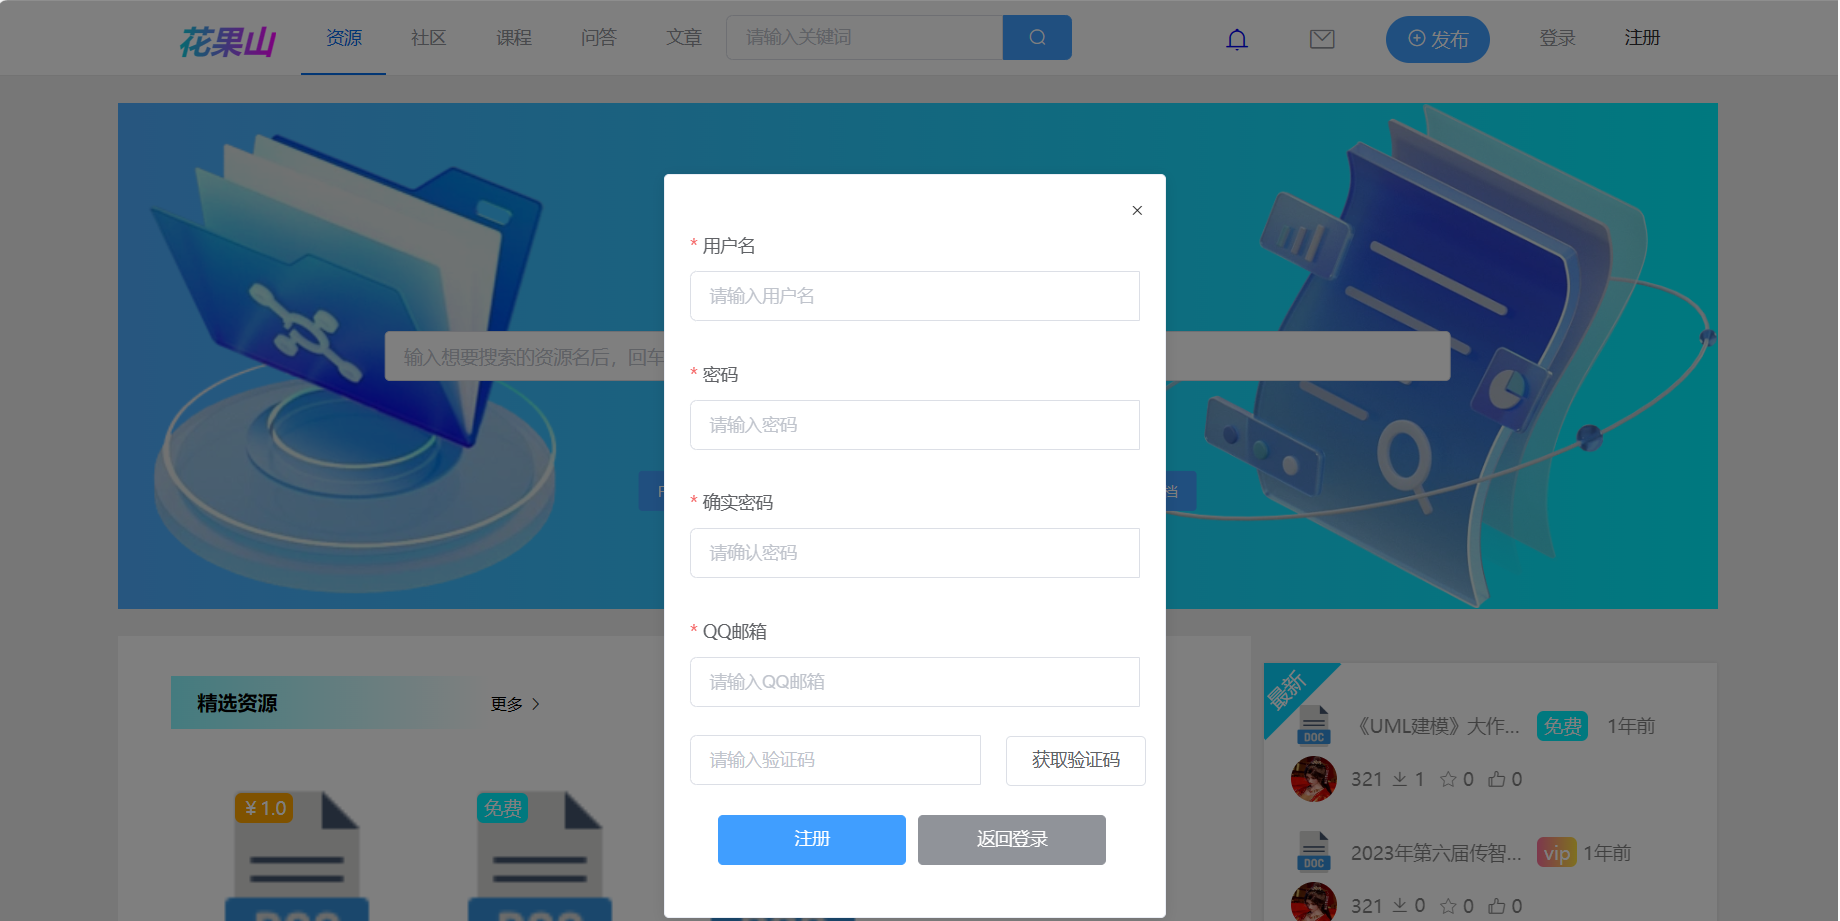 花果山 资源 社区 课程 问答 文章 请输入关键词 发布 登录 注册
* 用户名
请输入用户名
输入想要搜索的资源名后，回车
* 密码
请输入密码
* 确实密码
请确认密码
* QQ邮箱
请输入QQ邮箱
请输入验证码 获取验证码
注册 返回登录
精选资源 更多
¥1.0 免费
DOC DOC
最新
DOC 《UML建模》大作... 免费 1年前
321 1 0 0
DOC 2023年第六届传智... vip 1年前
321 0 0 0